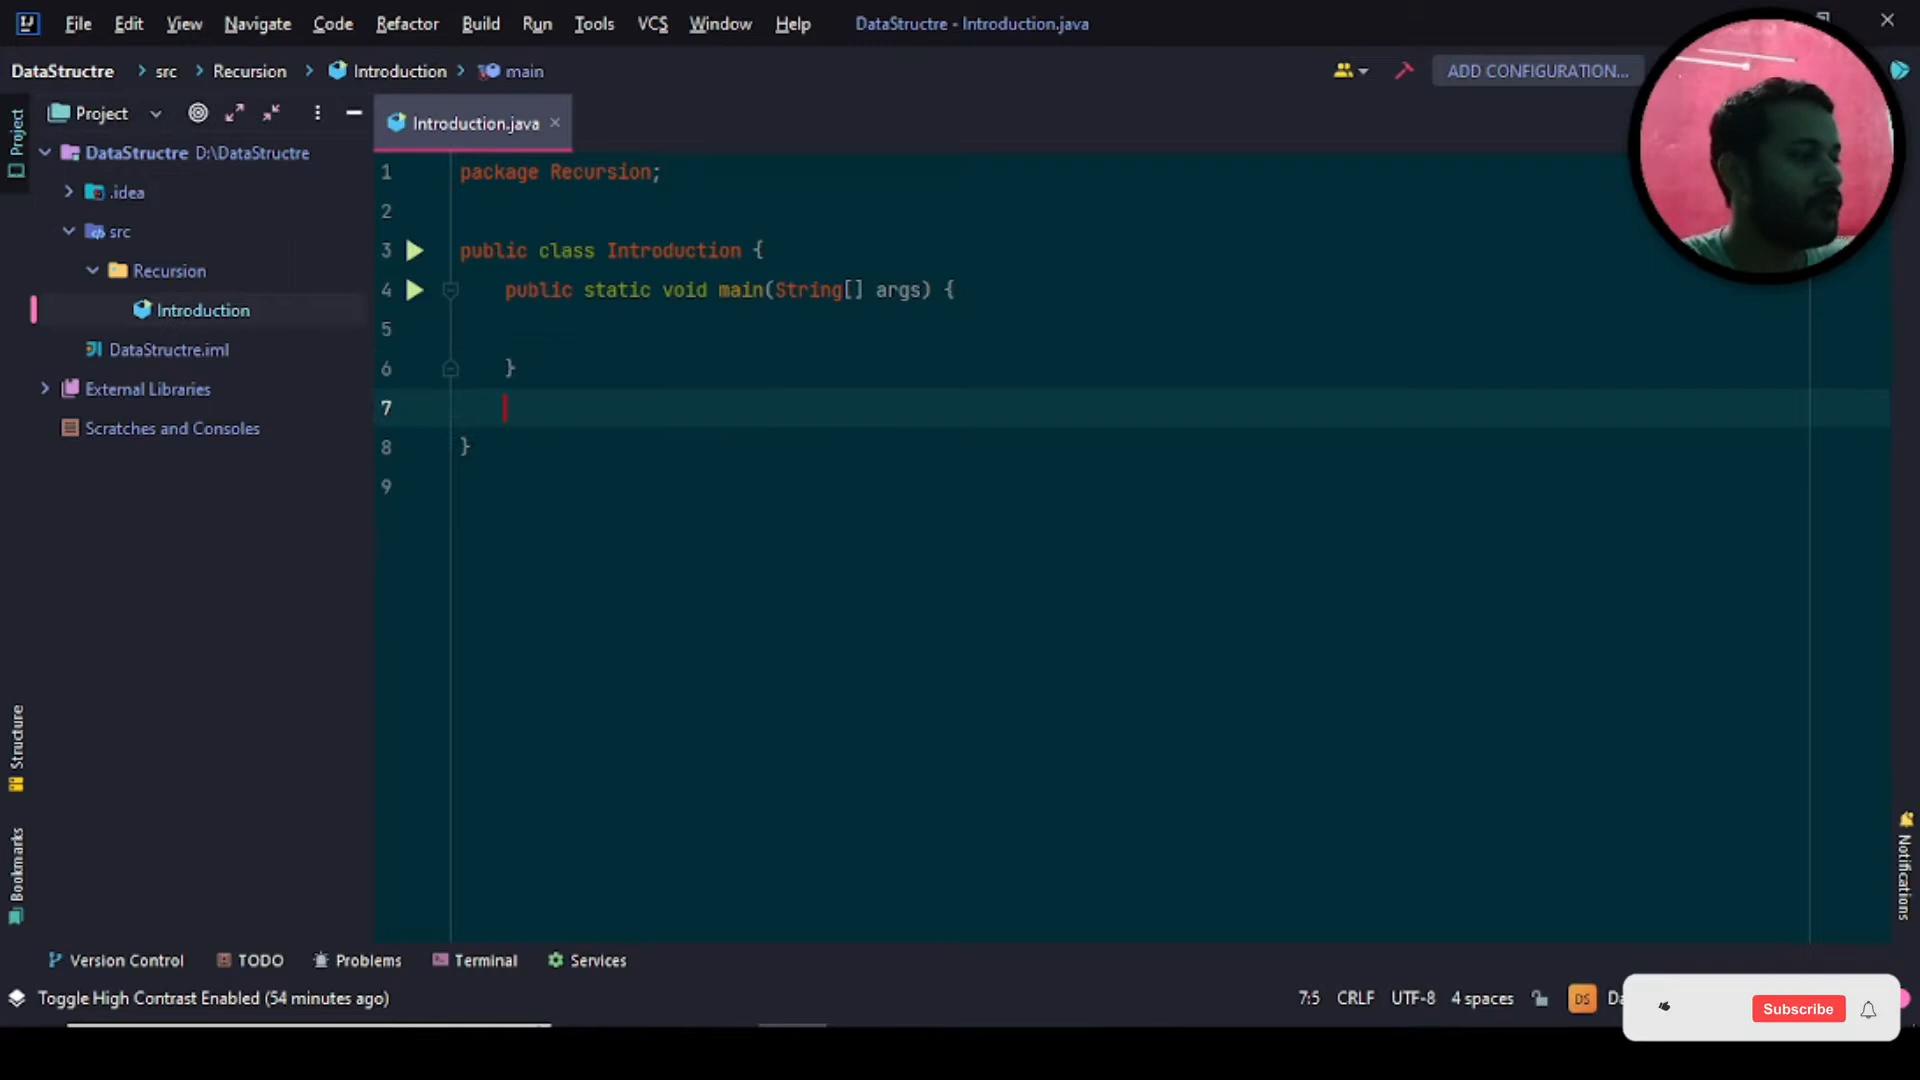 File Edit View Navigate Code Refactor Build Run Tools VCS Window Help DataStructre - Introduction.java
DataStructre src Recursion Introduction main
ADD CONFIGURATION...
Project
Project
Introduction.java
DataStructre D:\DataStructre
.idea
src
Recursion
Introduction
DataStructre.iml
External Libraries
Scratches and Consoles
1 package Recursion;
2
3 public class Introduction {
4 public static void main(String[] args) {
5
6 }
7
8 }
9
Structure
Bookmarks
Notifications
Version Control TODO Problems Terminal Services
Toggle High Contrast Enabled (54 minutes ago)
7:5 CRLF UTF-8 4 spaces DS
Subscribe